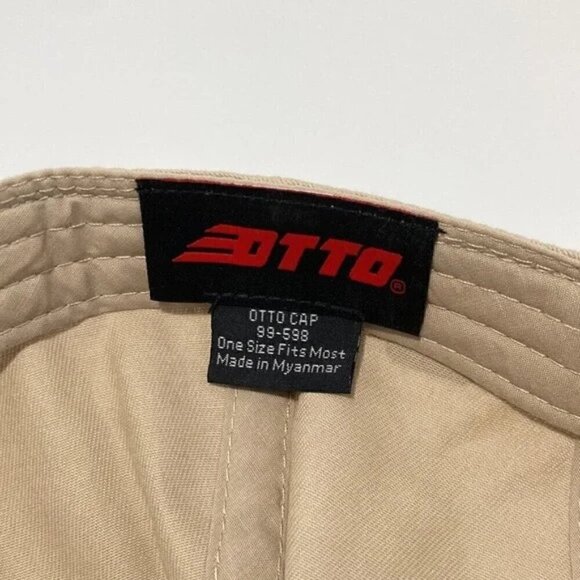 OTTO®
OTTO CAP
99-598
One Size Fits Most
Made in Myanmar